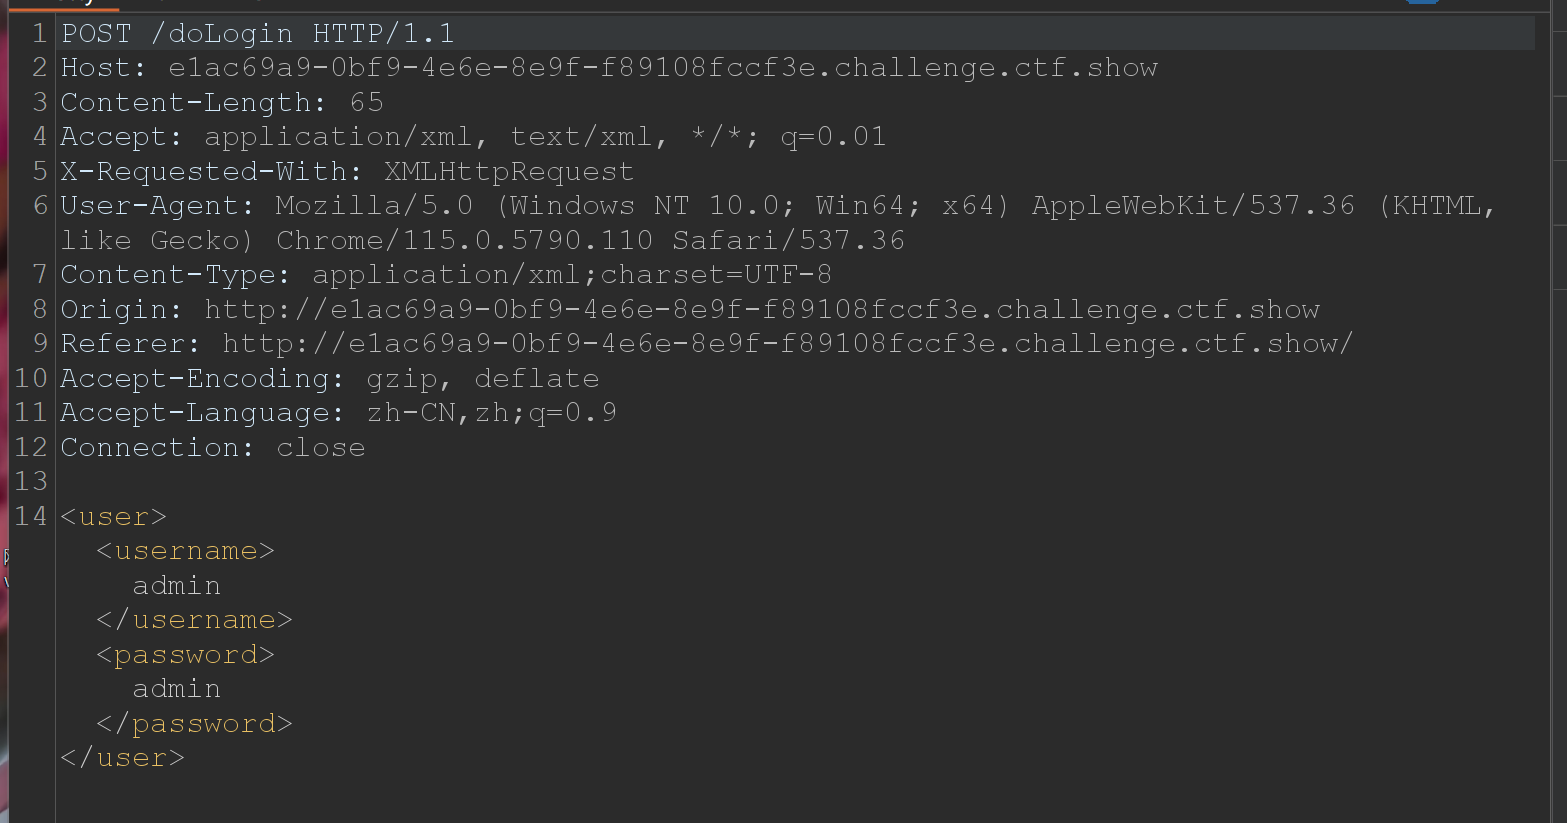 1 POST /doLogin HTTP/1.1
2 Host: e1ac69a9-0bf9-4e6e-8e9f-f89108fccf3e.challenge.ctf.show
3 Content-Length: 65
4 Accept: application/xml, text/xml, */*; q=0.01
5 X-Requested-With: XMLHttpRequest
6 User-Agent: Mozilla/5.0 (Windows NT 10.0; Win64; x64) AppleWebKit/537.36 (KHTML,
like Gecko) Chrome/115.0.5790.110 Safari/537.36
7 Content-Type: application/xml;charset=UTF-8
8 Origin: http://e1ac69a9-0bf9-4e6e-8e9f-f89108fccf3e.challenge.ctf.show
9 Referer: http://e1ac69a9-0bf9-4e6e-8e9f-f89108fccf3e.challenge.ctf.show/
10 Accept-Encoding: gzip, deflate
11 Accept-Language: zh-CN,zh;q=0.9
12 Connection: close
13
14 <user>
<username>
admin
</username>
<password>
admin
</password>
</user>